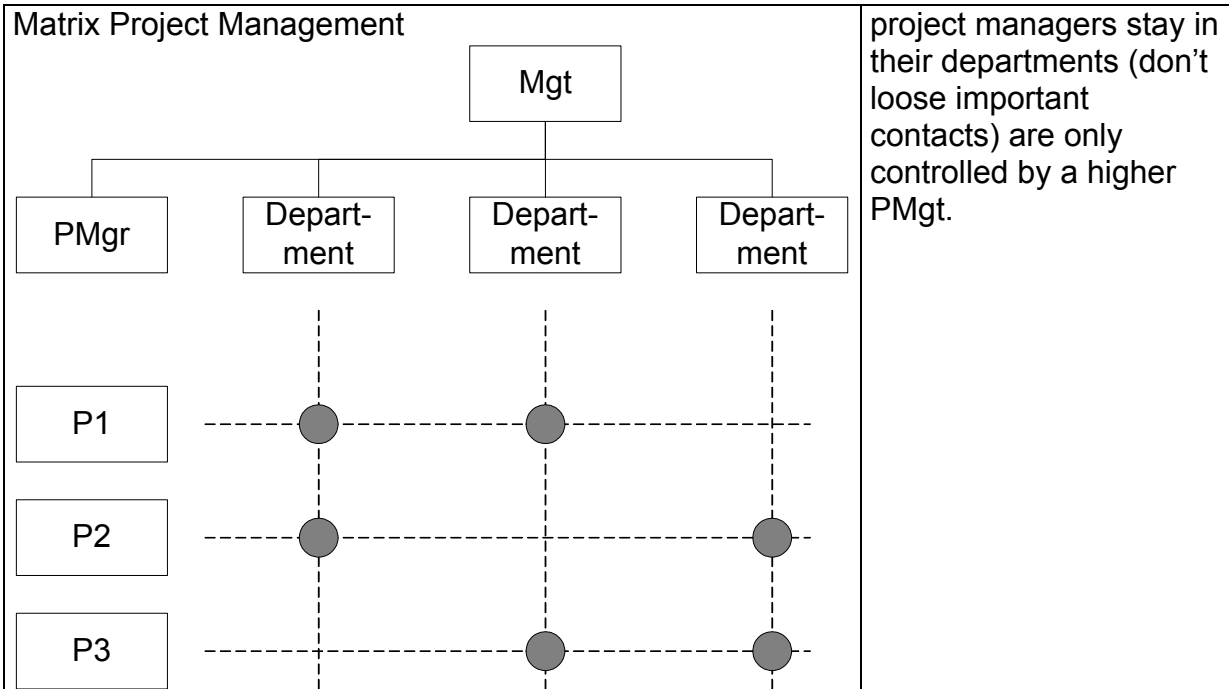 Matrix Project Management
Mgt
PMgr
Depart-
ment
Depart-
ment
Depart-
ment
P1
P2
P3
project managers stay in
their departments (don’t
loose important
contacts) are only
controlled by a higher
PMgt.